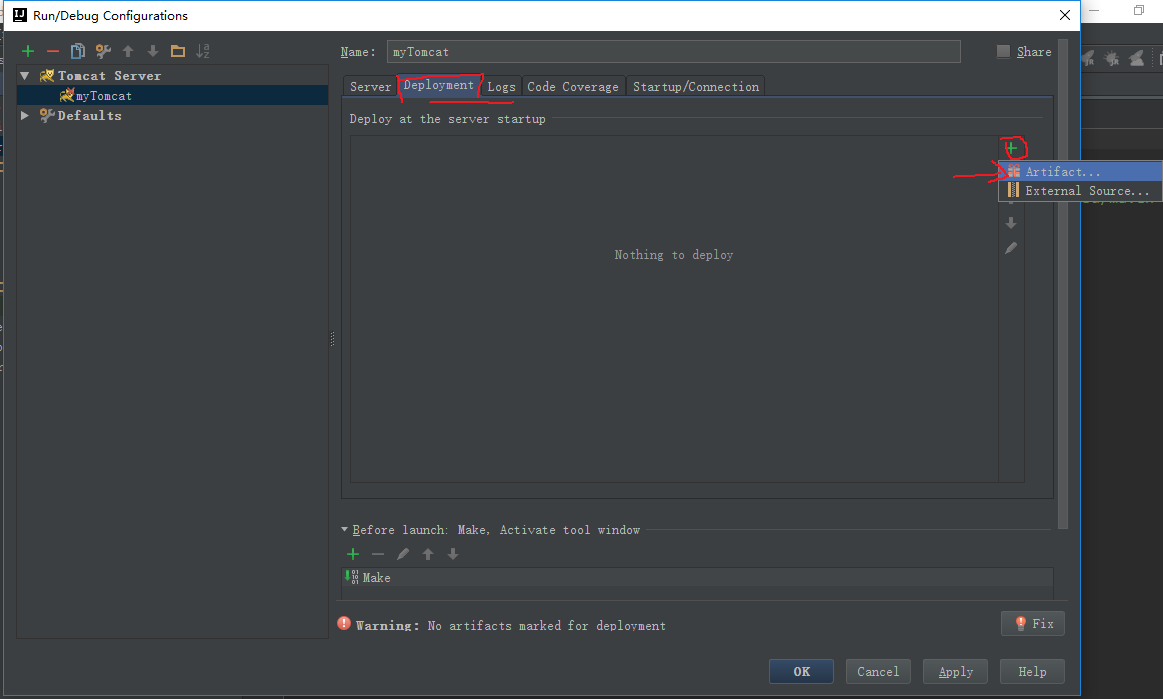 Run/Debug Configurations
Name: myTomcat Share
Tomcat Server
myTomcat
Defaults
Server Deployment Logs Code Coverage Startup/Connection
Deploy at the server startup
Artifact...
External Source...
Nothing to deploy
Before launch: Make, Activate tool window
Make
Warning: No artifacts marked for deployment
Fix
OK Cancel Apply Help